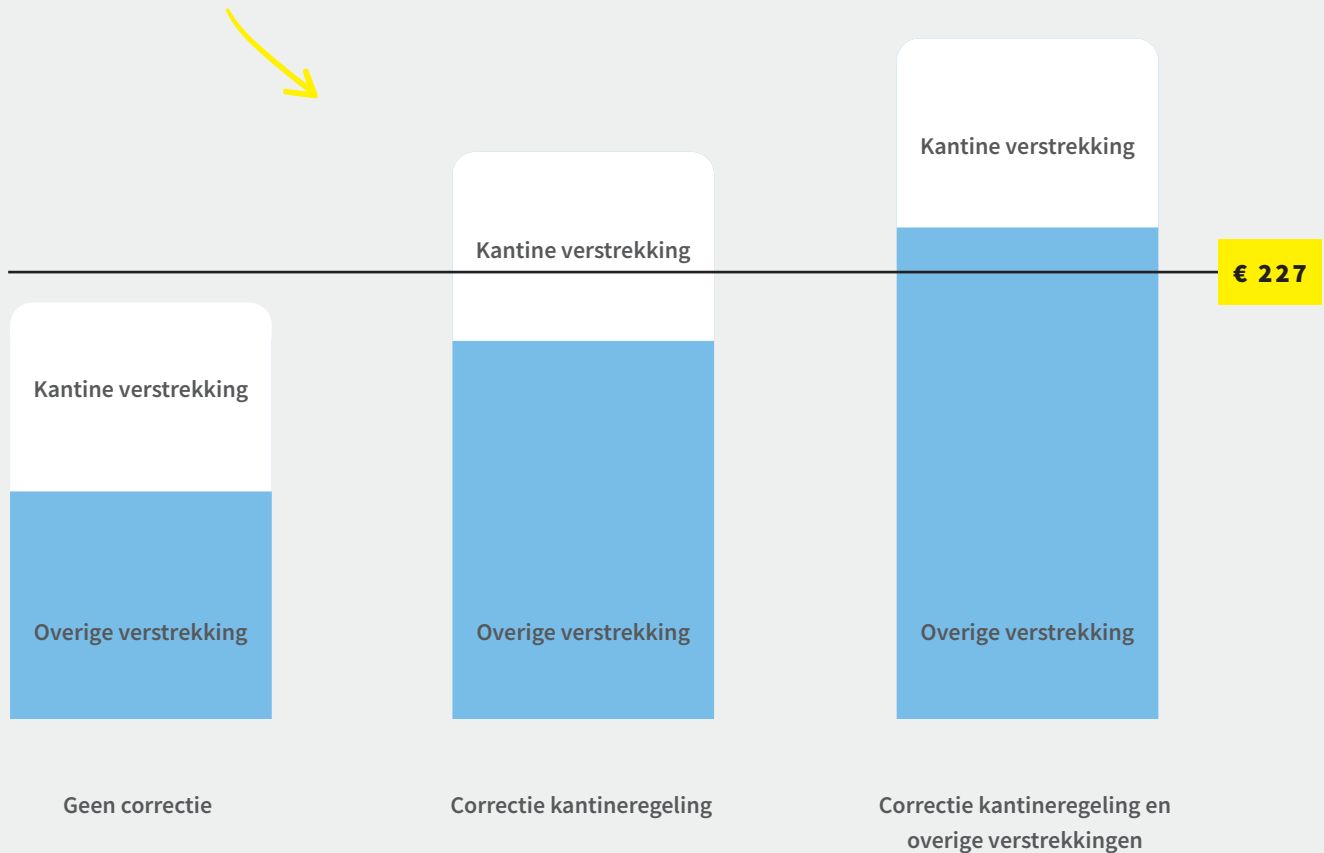 Kantine verstrekking
Kantine verstrekking
€ 227
Kantine verstrekking
Overige verstrekking
Overige verstrekking
Overige verstrekking
Geen correctie
Correctie kantineregeling
Correctie kantineregeling en
overige verstrekkingen